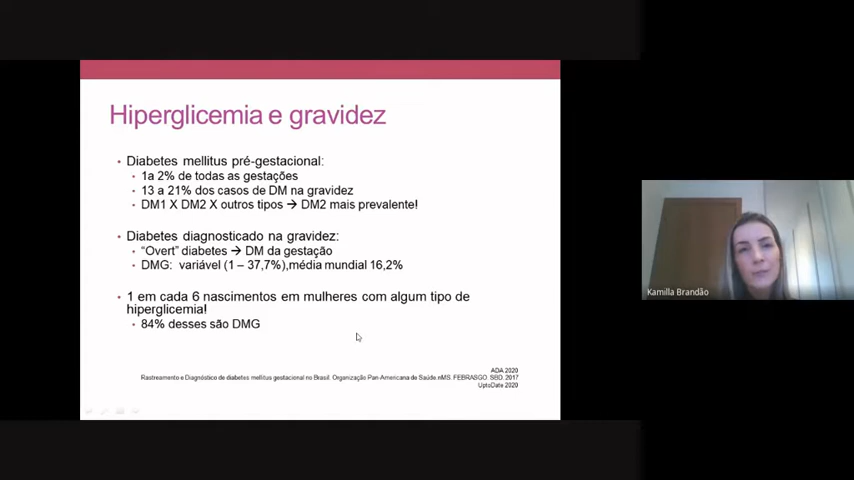 Hiperglicemia e gravidez
• Diabetes mellitus pré-gestacional:
• 1a 2% de todas as gestações
• 13 a 21% dos casos de DM na gravidez
• DM1 X DM2 X outros tipos → DM2 mais prevalente!
• Diabetes diagnosticado na gravidez:
• "Overt" diabetes → DM da gestação
• DMG: variável (1 – 37,7%),média mundial 16,2%
• 1 em cada 6 nascimentos em mulheres com algum tipo de
hiperglicemia!
• 84% desses são DMG
ADA 2020
Rastreamento e Diagnóstico de diabetes mellitus gestacional no Brasil. Organização Pan-Americana de Saúde. MS. FEBRASGO. SBD. 2017
UptoDate 2020
Kamilla Brandão